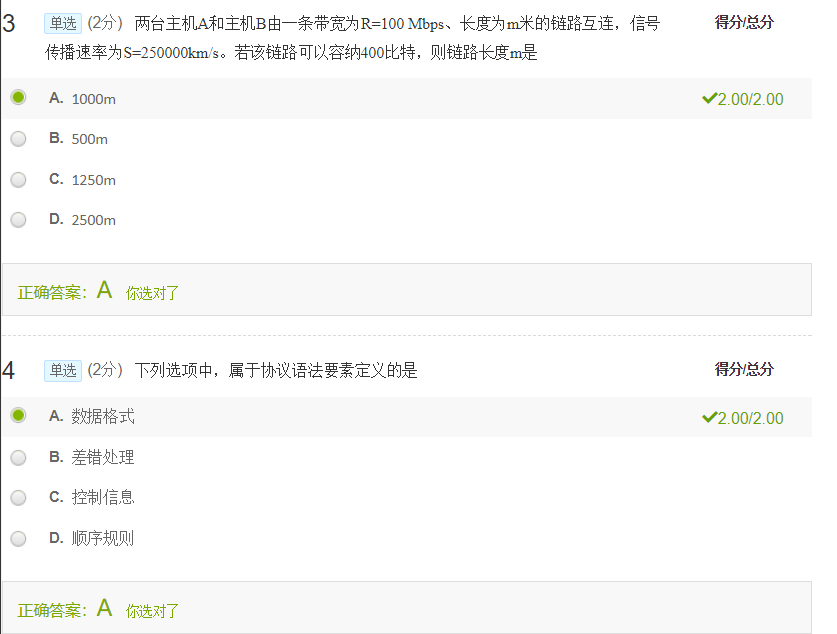 3 单选 (2分) 两台主机A和主机B由一条带宽为R=100 Mbps、长度为m米的链路互连，信号 得分/总分
传播速率为S=250000km/s。若该链路可以容纳400比特，则链路长度m是
A. 1000m 2.00/2.00
B. 500m
C. 1250m
D. 2500m
正确答案：A 你选对了
4 单选 (2分) 下列选项中，属于协议语法要素定义的是 得分/总分
A. 数据格式 2.00/2.00
B. 差错处理
C. 控制信息
D. 顺序规则
正确答案：A 你选对了